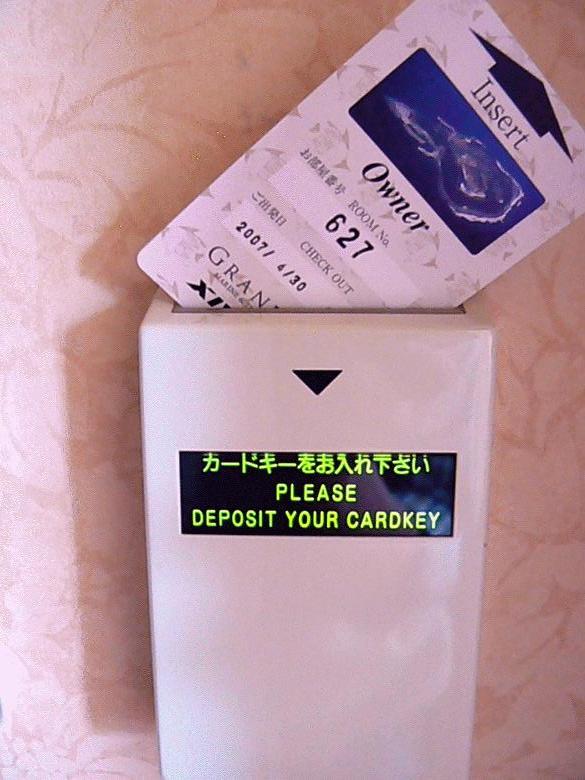 Insert
Owner
お部屋番号 ROOM No.
627
ご出発日 CHECK OUT
2007/ 4/30
カードキーをお入れ下さい
PLEASE
DEPOSIT YOUR CARDKEY